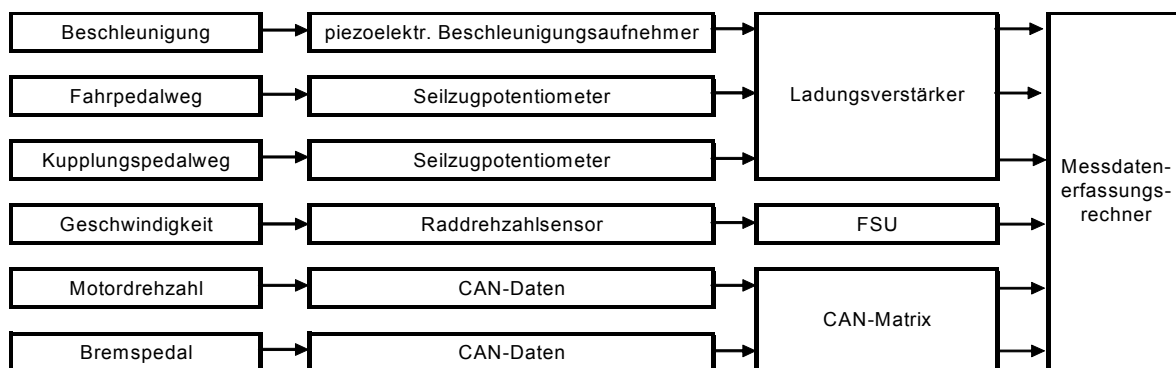 Beschleunigung
piezoelektr. Beschleunigungsaufnehmer
Fahrpedalweg
Seilzugpotentiometer
Ladungsverstärker
Kupplungspedalweg
Seilzugpotentiometer
Messdaten-
erfassungs-
rechner
Geschwindigkeit
Raddrehzahlsensor
FSU
Motordrehzahl
CAN-Daten
CAN-Matrix
Bremspedal
CAN-Daten